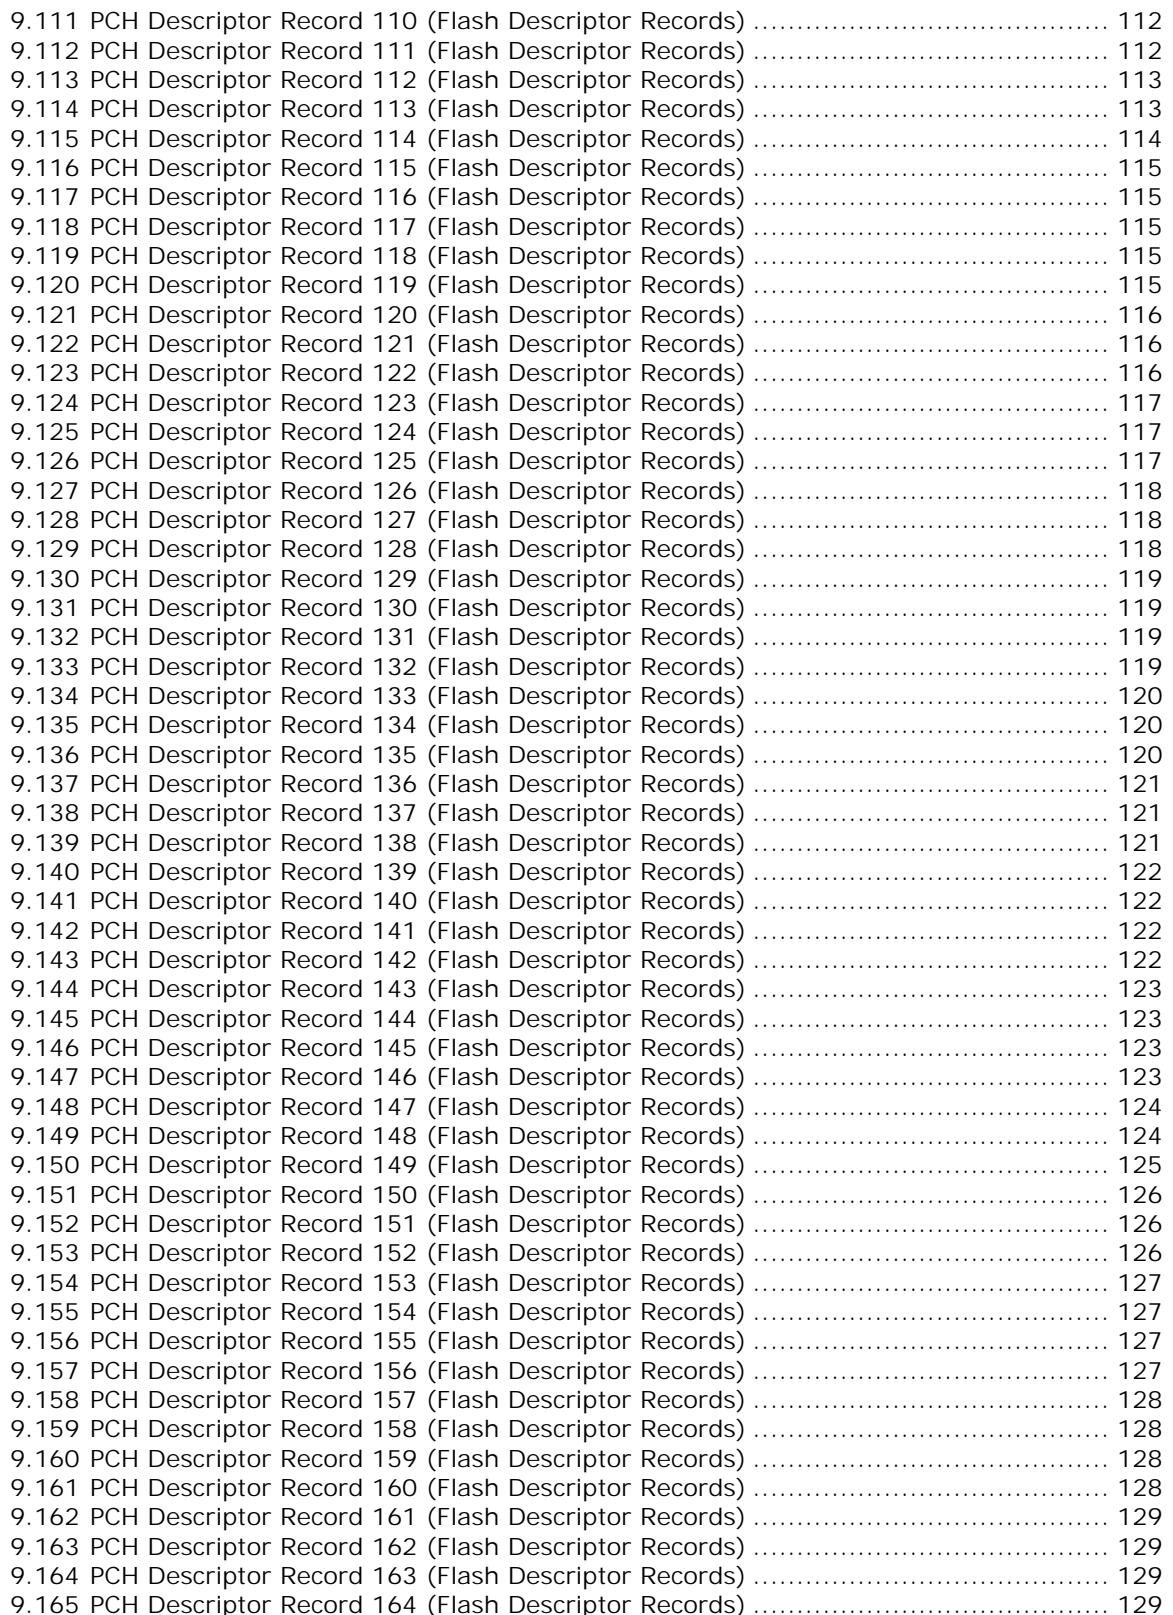 9.111 PCH Descriptor Record 110 (Flash Descriptor Records) .......................................... 112
9.112 PCH Descriptor Record 111 (Flash Descriptor Records) .......................................... 112
9.113 PCH Descriptor Record 112 (Flash Descriptor Records) .......................................... 113
9.114 PCH Descriptor Record 113 (Flash Descriptor Records) .......................................... 113
9.115 PCH Descriptor Record 114 (Flash Descriptor Records) .......................................... 114
9.116 PCH Descriptor Record 115 (Flash Descriptor Records) .......................................... 115
9.117 PCH Descriptor Record 116 (Flash Descriptor Records) .......................................... 115
9.118 PCH Descriptor Record 117 (Flash Descriptor Records) .......................................... 115
9.119 PCH Descriptor Record 118 (Flash Descriptor Records) .......................................... 115
9.120 PCH Descriptor Record 119 (Flash Descriptor Records) .......................................... 115
9.121 PCH Descriptor Record 120 (Flash Descriptor Records) .......................................... 116
9.122 PCH Descriptor Record 121 (Flash Descriptor Records) .......................................... 116
9.123 PCH Descriptor Record 122 (Flash Descriptor Records) .......................................... 116
9.124 PCH Descriptor Record 123 (Flash Descriptor Records) .......................................... 117
9.125 PCH Descriptor Record 124 (Flash Descriptor Records) .......................................... 117
9.126 PCH Descriptor Record 125 (Flash Descriptor Records) .......................................... 117
9.127 PCH Descriptor Record 126 (Flash Descriptor Records) .......................................... 118
9.128 PCH Descriptor Record 127 (Flash Descriptor Records) .......................................... 118
9.129 PCH Descriptor Record 128 (Flash Descriptor Records) .......................................... 118
9.130 PCH Descriptor Record 129 (Flash Descriptor Records) .......................................... 119
9.131 PCH Descriptor Record 130 (Flash Descriptor Records) .......................................... 119
9.132 PCH Descriptor Record 131 (Flash Descriptor Records) .......................................... 119
9.133 PCH Descriptor Record 132 (Flash Descriptor Records) .......................................... 119
9.134 PCH Descriptor Record 133 (Flash Descriptor Records) .......................................... 120
9.135 PCH Descriptor Record 134 (Flash Descriptor Records) .......................................... 120
9.136 PCH Descriptor Record 135 (Flash Descriptor Records) .......................................... 120
9.137 PCH Descriptor Record 136 (Flash Descriptor Records) .......................................... 121
9.138 PCH Descriptor Record 137 (Flash Descriptor Records) .......................................... 121
9.139 PCH Descriptor Record 138 (Flash Descriptor Records) .......................................... 121
9.140 PCH Descriptor Record 139 (Flash Descriptor Records) .......................................... 122
9.141 PCH Descriptor Record 140 (Flash Descriptor Records) .......................................... 122
9.142 PCH Descriptor Record 141 (Flash Descriptor Records) .......................................... 122
9.143 PCH Descriptor Record 142 (Flash Descriptor Records) .......................................... 122
9.144 PCH Descriptor Record 143 (Flash Descriptor Records) .......................................... 123
9.145 PCH Descriptor Record 144 (Flash Descriptor Records) .......................................... 123
9.146 PCH Descriptor Record 145 (Flash Descriptor Records) .......................................... 123
9.147 PCH Descriptor Record 146 (Flash Descriptor Records) .......................................... 123
9.148 PCH Descriptor Record 147 (Flash Descriptor Records) .......................................... 124
9.149 PCH Descriptor Record 148 (Flash Descriptor Records) .......................................... 124
9.150 PCH Descriptor Record 149 (Flash Descriptor Records) .......................................... 125
9.151 PCH Descriptor Record 150 (Flash Descriptor Records) .......................................... 126
9.152 PCH Descriptor Record 151 (Flash Descriptor Records) .......................................... 126
9.153 PCH Descriptor Record 152 (Flash Descriptor Records) .......................................... 126
9.154 PCH Descriptor Record 153 (Flash Descriptor Records) .......................................... 127
9.155 PCH Descriptor Record 154 (Flash Descriptor Records) .......................................... 127
9.156 PCH Descriptor Record 155 (Flash Descriptor Records) .......................................... 127
9.157 PCH Descriptor Record 156 (Flash Descriptor Records) .......................................... 127
9.158 PCH Descriptor Record 157 (Flash Descriptor Records) .......................................... 128
9.159 PCH Descriptor Record 158 (Flash Descriptor Records) .......................................... 128
9.160 PCH Descriptor Record 159 (Flash Descriptor Records) .......................................... 128
9.161 PCH Descriptor Record 160 (Flash Descriptor Records) .......................................... 128
9.162 PCH Descriptor Record 161 (Flash Descriptor Records) .......................................... 129
9.163 PCH Descriptor Record 162 (Flash Descriptor Records) .......................................... 129
9.164 PCH Descriptor Record 163 (Flash Descriptor Records) .......................................... 129
9.165 PCH Descriptor Record 164 (Flash Descriptor Records) .......................................... 129